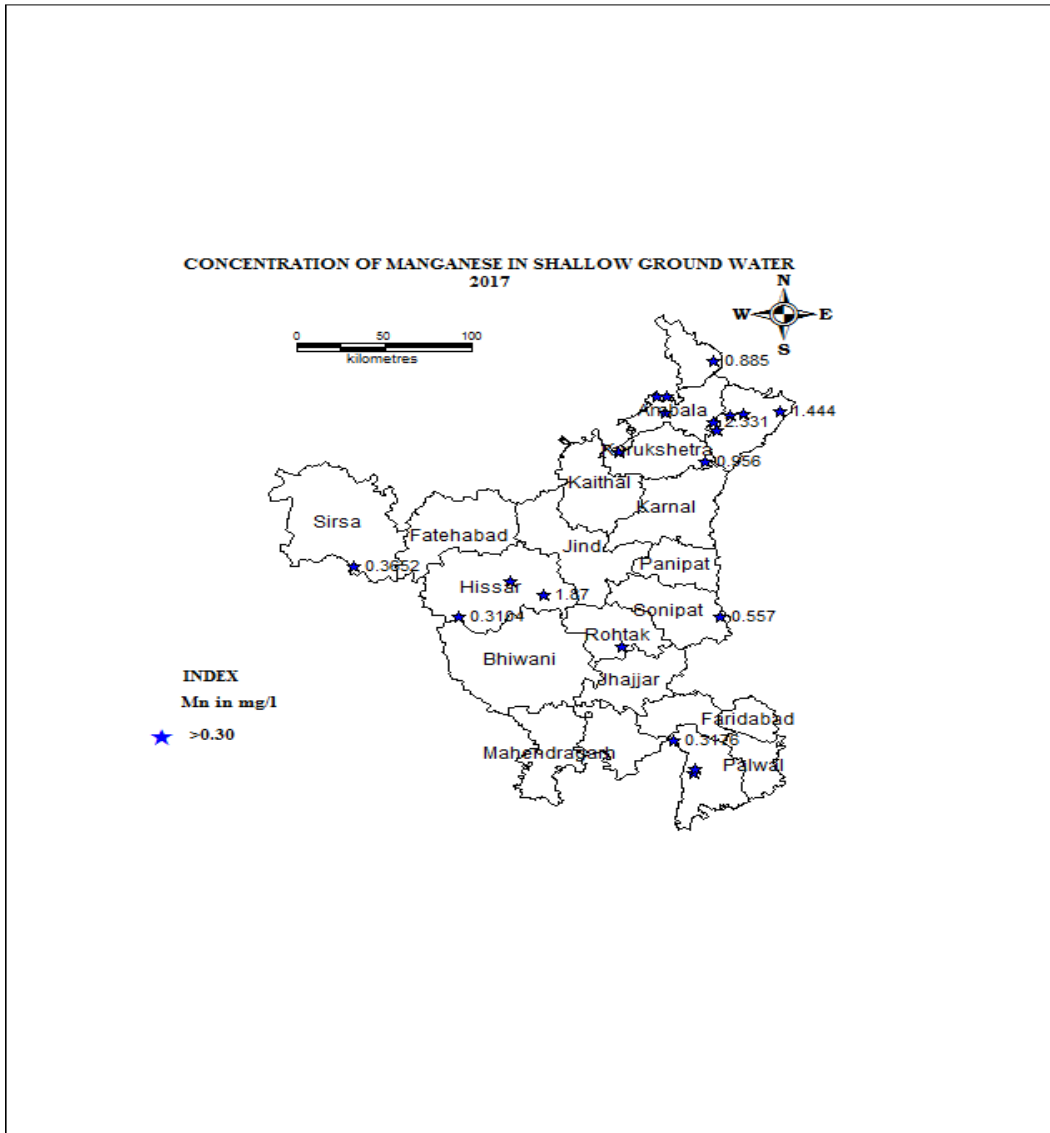 CONCENTRATION OF MANGANESE IN SHALLOW GROUND WATER
2017
N
W E
S
0 50 100
kilometres
0.885
Ambala
1.444
2.331
Kurukshetra
0.956
Kaithal
Karnal
Sirsa
Fatehabad
Jind
Panipat
0.3652
Hissar
1.87
Sonipat
0.3104
0.557
Rohtak
Bhiwani
Jhajjar
INDEX
Mn in mg/l
>0.30
Faridabad
0.3176
Mahendragarh
Palwal